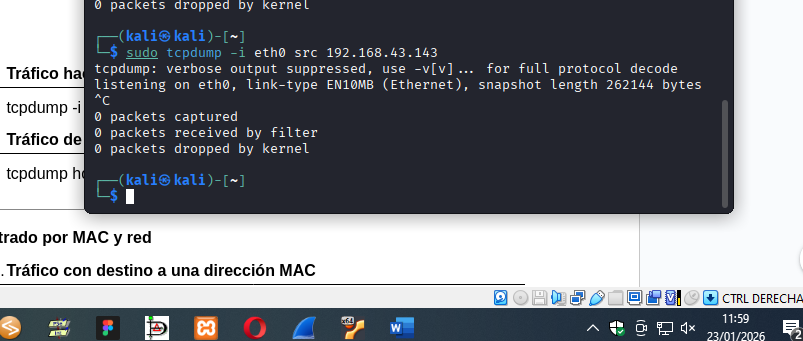 0 packets dropped by kernel
┌──(kali㉿kali)-[~]
└─$ sudo tcpdump -i eth0 src 192.168.43.143
tcpdump: verbose output suppressed, use -v[v]... for full protocol decode
listening on eth0, link-type EN10MB (Ethernet), snapshot length 262144 bytes
^C
0 packets captured
0 packets received by filter
0 packets dropped by kernel
┌──(kali㉿kali)-[~]
└─$
Tráfico hac
tcpdump -i
Tráfico de
tcpdump ho
trado por MAC y red
. Tráfico con destino a una dirección MAC
CTRL DERECHA
11:59
23/01/2026
2